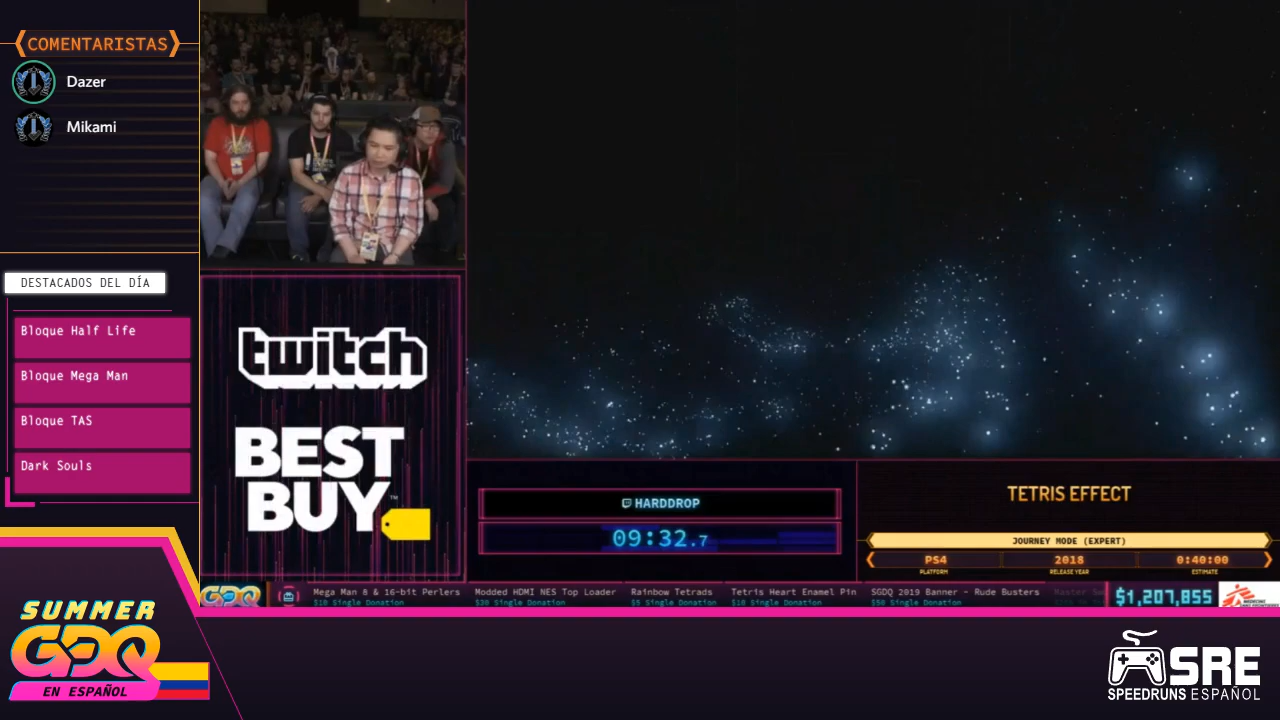 COMENTARISTAS
Dazer
Mikami
DESTACADOS DEL DÍA
Bloque Half Life
Bloque Mega Man
Bloque TAS
Dark Souls
SUMMER
GDQ
EN ESPAÑOL
twitch
BEST
BUY™
HARDDROP
09:32.7
TETRIS EFFECT
JOURNEY MODE (EXPERT)
PS4 2018 0:40:00
PLATFORM RELEASE YEAR ESTIMATE
GDQ
Mega Man 8 & 16-bit Perlers Modded HDMI NES Top Loader Rainbow Tetrads Tetris Heart Enamel Pin SGDQ 2019 Banner - Rude Busters
$10 Single Donation $30 Single Donation $5 Single Donation $10 Single Donation $50 Single Donation
$1,207,855
SRE
SPEEDRUNS ESPAÑOL